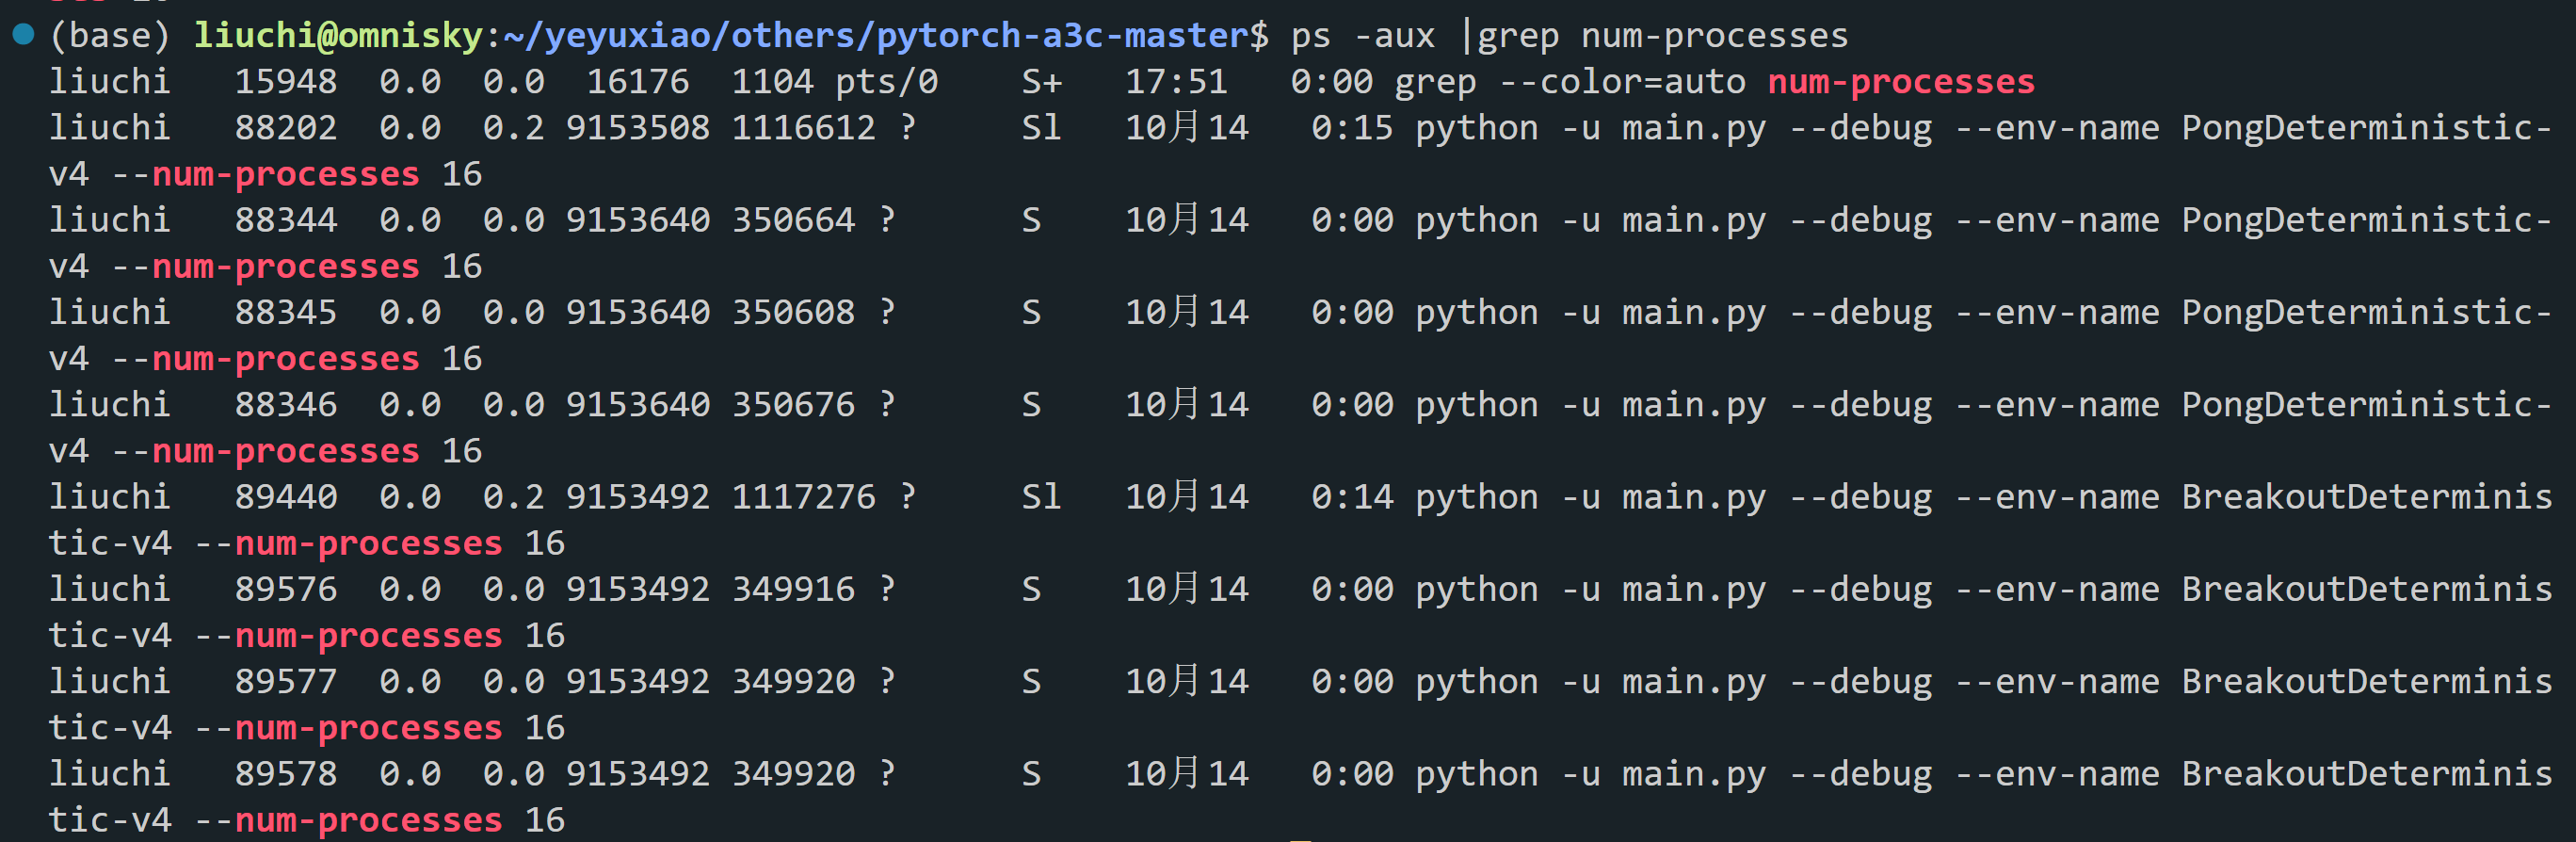 (base) liuchi@omnisky:~/yeyuxiao/others/pytorch-a3c-master$ ps -aux |grep num-processes
liuchi   15948  0.0  0.0  16176  1104 pts/0    S+   17:51   0:00 grep --color=auto num-processes
liuchi   88202  0.0  0.2 9153508 1116612 ?     Sl   10月14   0:15 python -u main.py --debug --env-name PongDeterministic-
v4 --num-processes 16
liuchi   88344  0.0  0.0 9153640 350664 ?      S    10月14   0:00 python -u main.py --debug --env-name PongDeterministic-
v4 --num-processes 16
liuchi   88345  0.0  0.0 9153640 350608 ?      S    10月14   0:00 python -u main.py --debug --env-name PongDeterministic-
v4 --num-processes 16
liuchi   88346  0.0  0.0 9153640 350676 ?      S    10月14   0:00 python -u main.py --debug --env-name PongDeterministic-
v4 --num-processes 16
liuchi   89440  0.0  0.2 9153492 1117276 ?     Sl   10月14   0:14 python -u main.py --debug --env-name BreakoutDeterminis
tic-v4 --num-processes 16
liuchi   89576  0.0  0.0 9153492 349916 ?      S    10月14   0:00 python -u main.py --debug --env-name BreakoutDeterminis
tic-v4 --num-processes 16
liuchi   89577  0.0  0.0 9153492 349920 ?      S    10月14   0:00 python -u main.py --debug --env-name BreakoutDeterminis
tic-v4 --num-processes 16
liuchi   89578  0.0  0.0 9153492 349920 ?      S    10月14   0:00 python -u main.py --debug --env-name BreakoutDeterminis
tic-v4 --num-processes 16